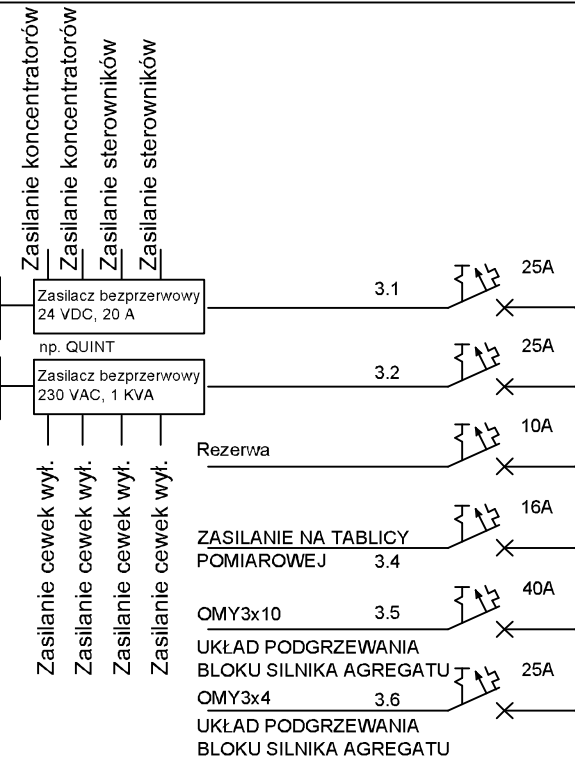 Zasilanie koncentratorów
Zasilanie koncentratorów
Zasilanie sterowników
Zasilanie sterowników
Zasilacz bezprzerwowy
24 VDC, 20 A
3.1
25A
np. QUINT
Zasilacz bezprzerwowy
230 VAC, 1 KVA
3.2
25A
Zasilanie cewek wył.
Zasilanie cewek wył.
Zasilanie cewek wył.
Zasilanie cewek wył.
Rezerwa
10A
ZASILANIE NA TABLICY
POMIAROWEJ
3.4
16A
OMY3x10
3.5
40A
UKŁAD PODGRZEWANIA
BLOKU SILNIKA AGREGATU
OMY3x4
3.6
25A
UKŁAD PODGRZEWANIA
BLOKU SILNIKA AGREGATU